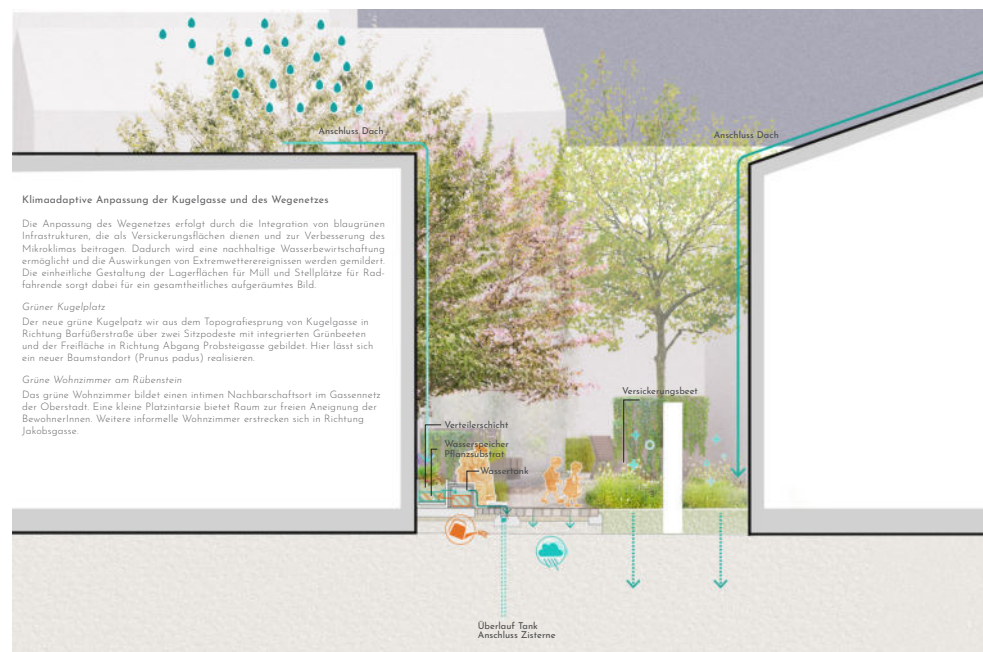 Anschluss Dach
Anschluss Dach
Klimaadaptive Anpassung der Kugelgasse und des Wegenetzes
Die Anpassung des Wegenetzes erfolgt durch die Integration von blaugrünen
Infrastrukturen, die als Versickerungsflächen dienen und zur Verbesserung des
Mikroklimas beitragen. Dadurch wird eine nachhaltige Wasserbewirtschaftung
ermöglicht und die Auswirkungen von Extremwetterereignissen werden gemildert.
Die einheitliche Gestaltung der Lagerflächen für Müll und Stellplätze für Rad-
fahrende sorgt dabei für ein gesamtheitliches aufgeräumtes Bild.
Grüner Kugelplatz
Der neue grüne Kugelpatz wir aus dem Topografiesprung von Kugelgasse in
Richtung Barfüßerstraße über zwei Sitzpodeste mit integrierten Grünbeeten
und der Freifläche in Richtung Abgang Probsteigasse gebildet. Hier lässt sich
ein neuer Baumstandort (Prunus padus) realisieren.
Grüne Wohnzimmer am Rübenstein
Das grüne Wohnzimmer bildet einen intimen Nachbarschaftsort im Gassennetz
der Oberstadt. Eine kleine Platzintarsie bietet Raum zur freien Aneignung der
BewohnerInnen. Weitere informelle Wohnzimmer erstrecken sich in Richtung
Jakobsgasse.
Versickerungsbeet
Verteilerschicht
Wasserspeicher
Pflanzsubstrat
Wassertank
Überlauf Tank
Anschluss Zisterne